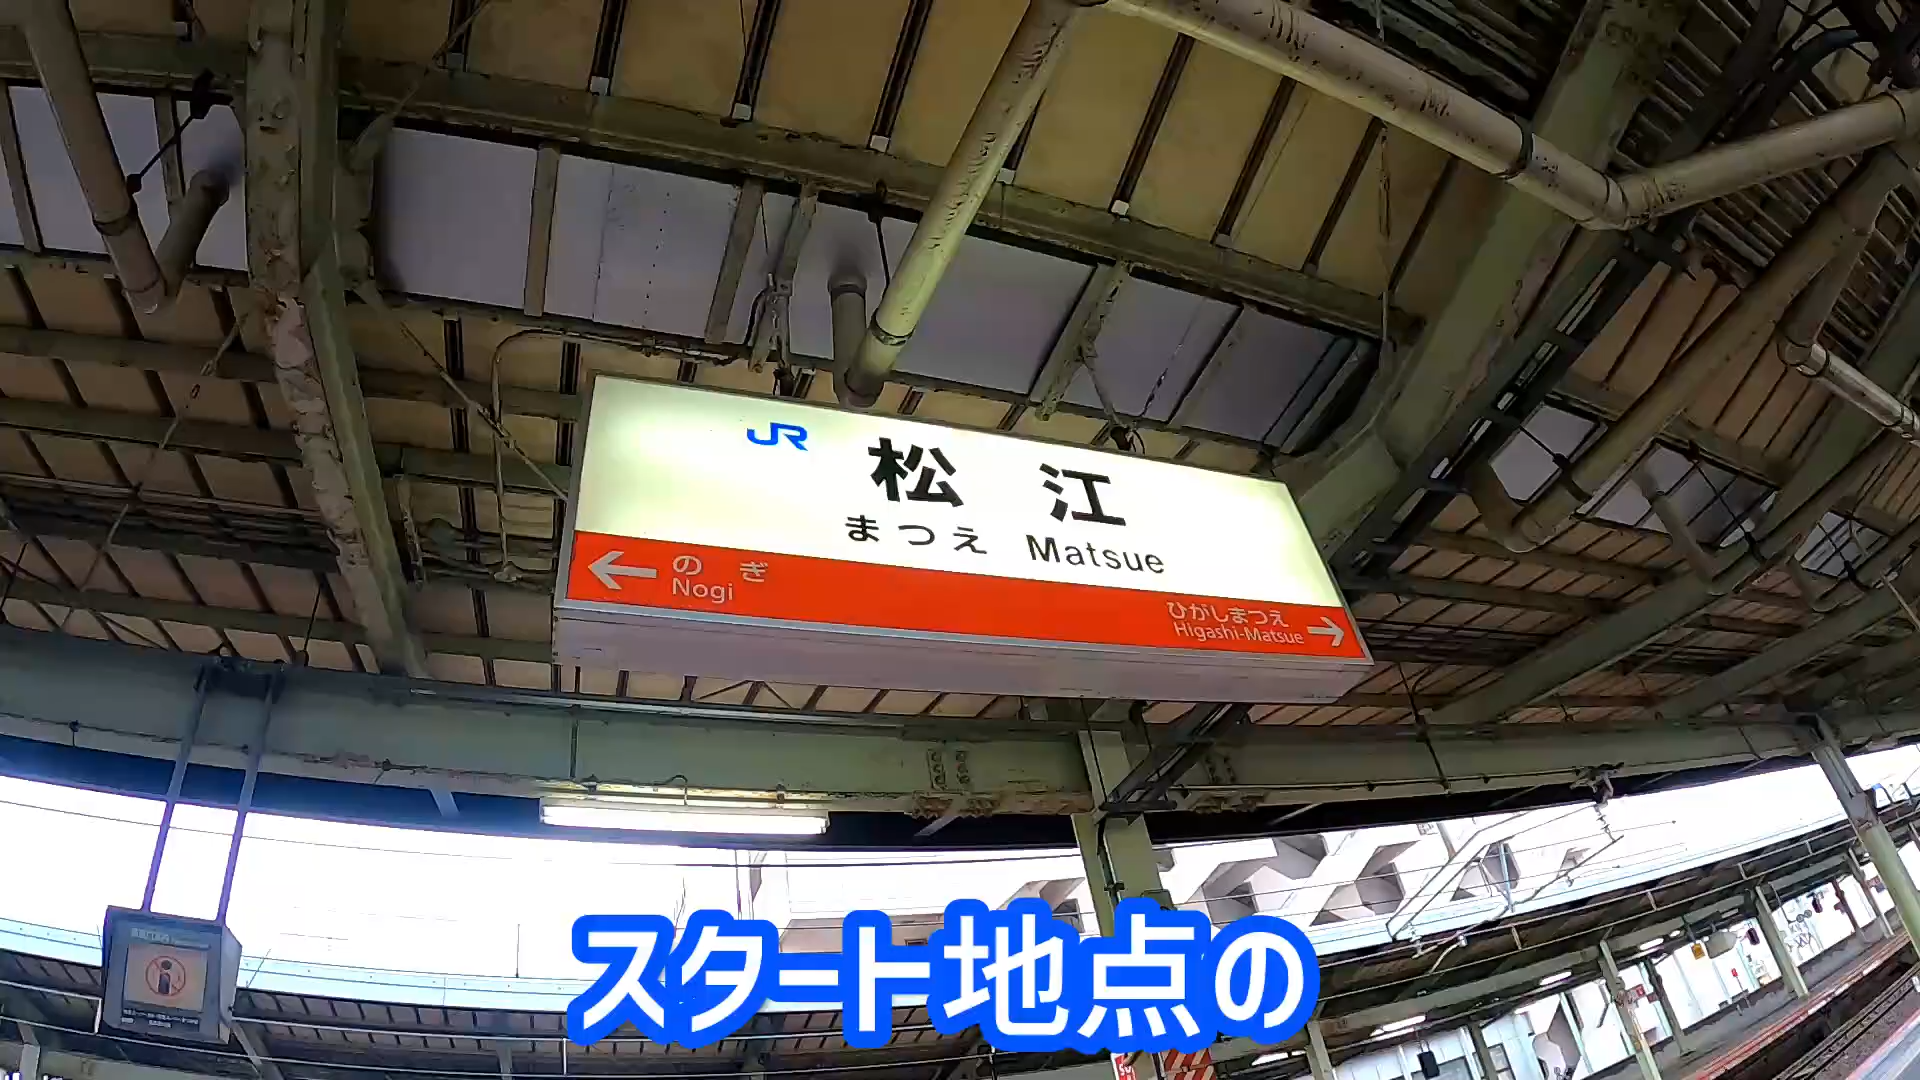 JR
松江
まつえ Matsue
← のぎ
Nogi
ひがしまつえ
Higashi-Matsue →
スタート地点の